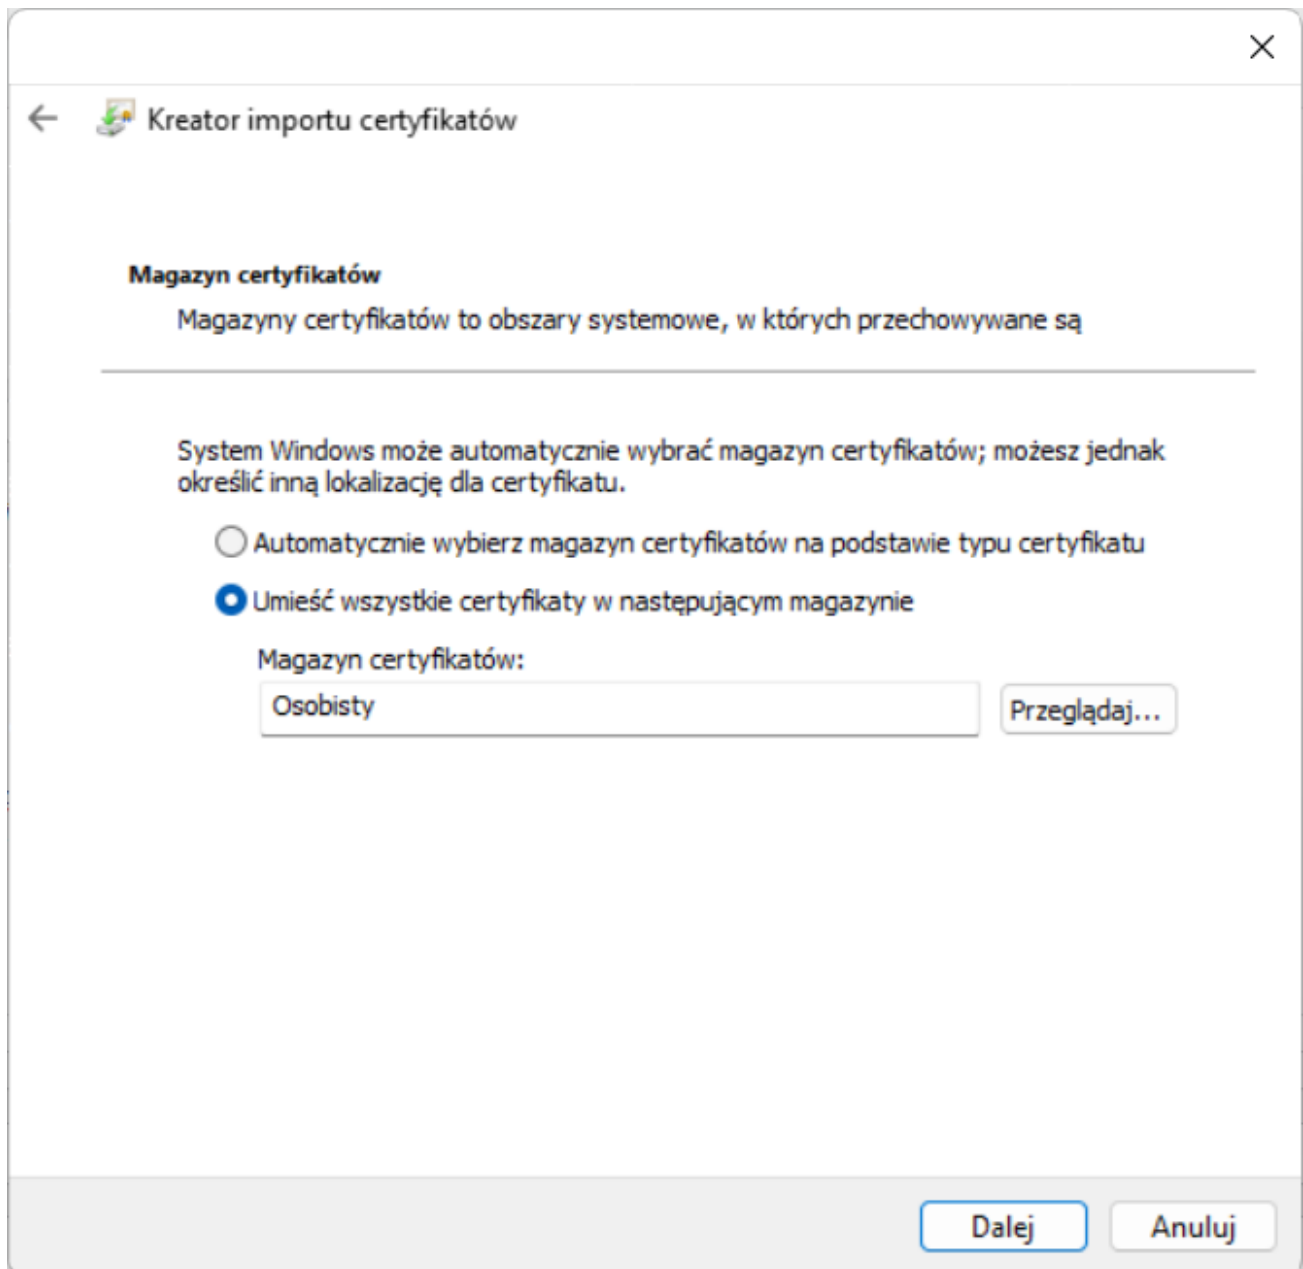 Kreator importu certyfikatów
Magazyn certyfikatów
Magazyny certyfikatów to obszary systemowe, w których przechowywane są
System Windows może automatycznie wybrać magazyn certyfikatów; możesz jednak
określić inną lokalizację dla certyfikatu.
Automatycznie wybierz magazyn certyfikatów na podstawie typu certyfikatu
Umieść wszystkie certyfikaty w następującym magazynie
Magazyn certyfikatów:
Osobisty
Przeglądaj...
Dalej
Anuluj